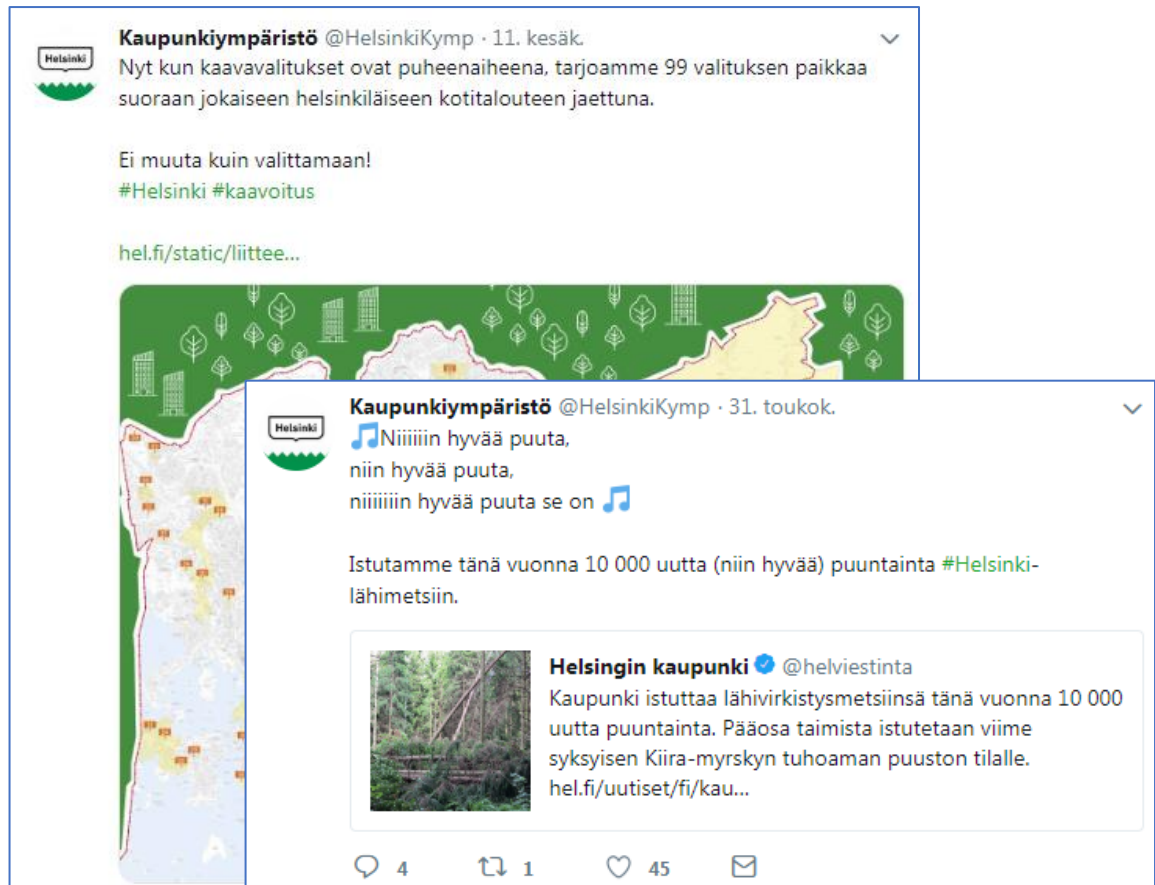 Kaupunkiympäristö @HelsinkiKymp · 11. kesäk.
Helsinki
Nyt kun kaavavalitukset ovat puheenaiheena, tarjoamme 99 valituksen paikkaa
suoraan jokaiseen helsinkiläiseen kotitalouteen jaettuna.
Ei muuta kuin valittamaan!
#Helsinki #kaavoitus
hel.fi/static/liittee...
Kaupunkiympäristö @HelsinkiKymp · 31. toukok.
Helsinki
🎵Niiiiiin hyvää puuta,
niin hyvää puuta,
niiiiiiin hyvää puuta se on 🎵
Istutamme tänä vuonna 10 000 uutta (niin hyvää) puuntainta #Helsinki-
lähimetsiin.
Helsingin kaupunki @helviestinta
Kaupunki istuttaa lähivirkistysmetsiinsä tänä vuonna 10 000
uutta puuntainta. Pääosa taimista istutetaan viime
syksyisen Kiira-myrskyn tuhoaman puuston tilalle.
hel.fi/uutiset/fi/kau...
4 1 45